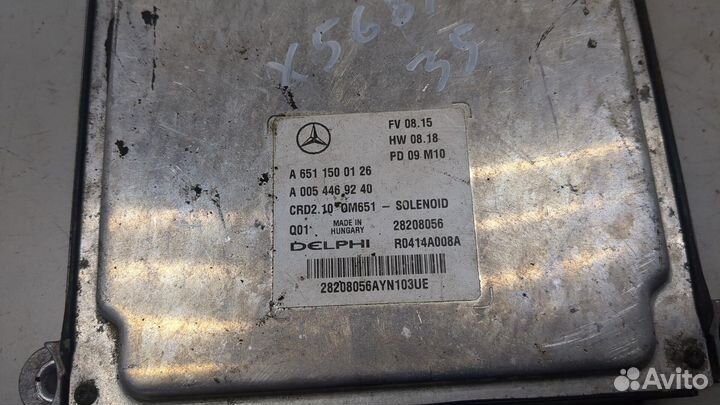 35
FV 08.15
HW 08.18
PD 09 M10
A 651 150 01 26
A 005 446 92 40
CRD2.10 OM651 - SOLENOID
Q01 MADE IN HUNGARY 28208056
DELPHI R0414A008A
28208056AYN103UE
Avito